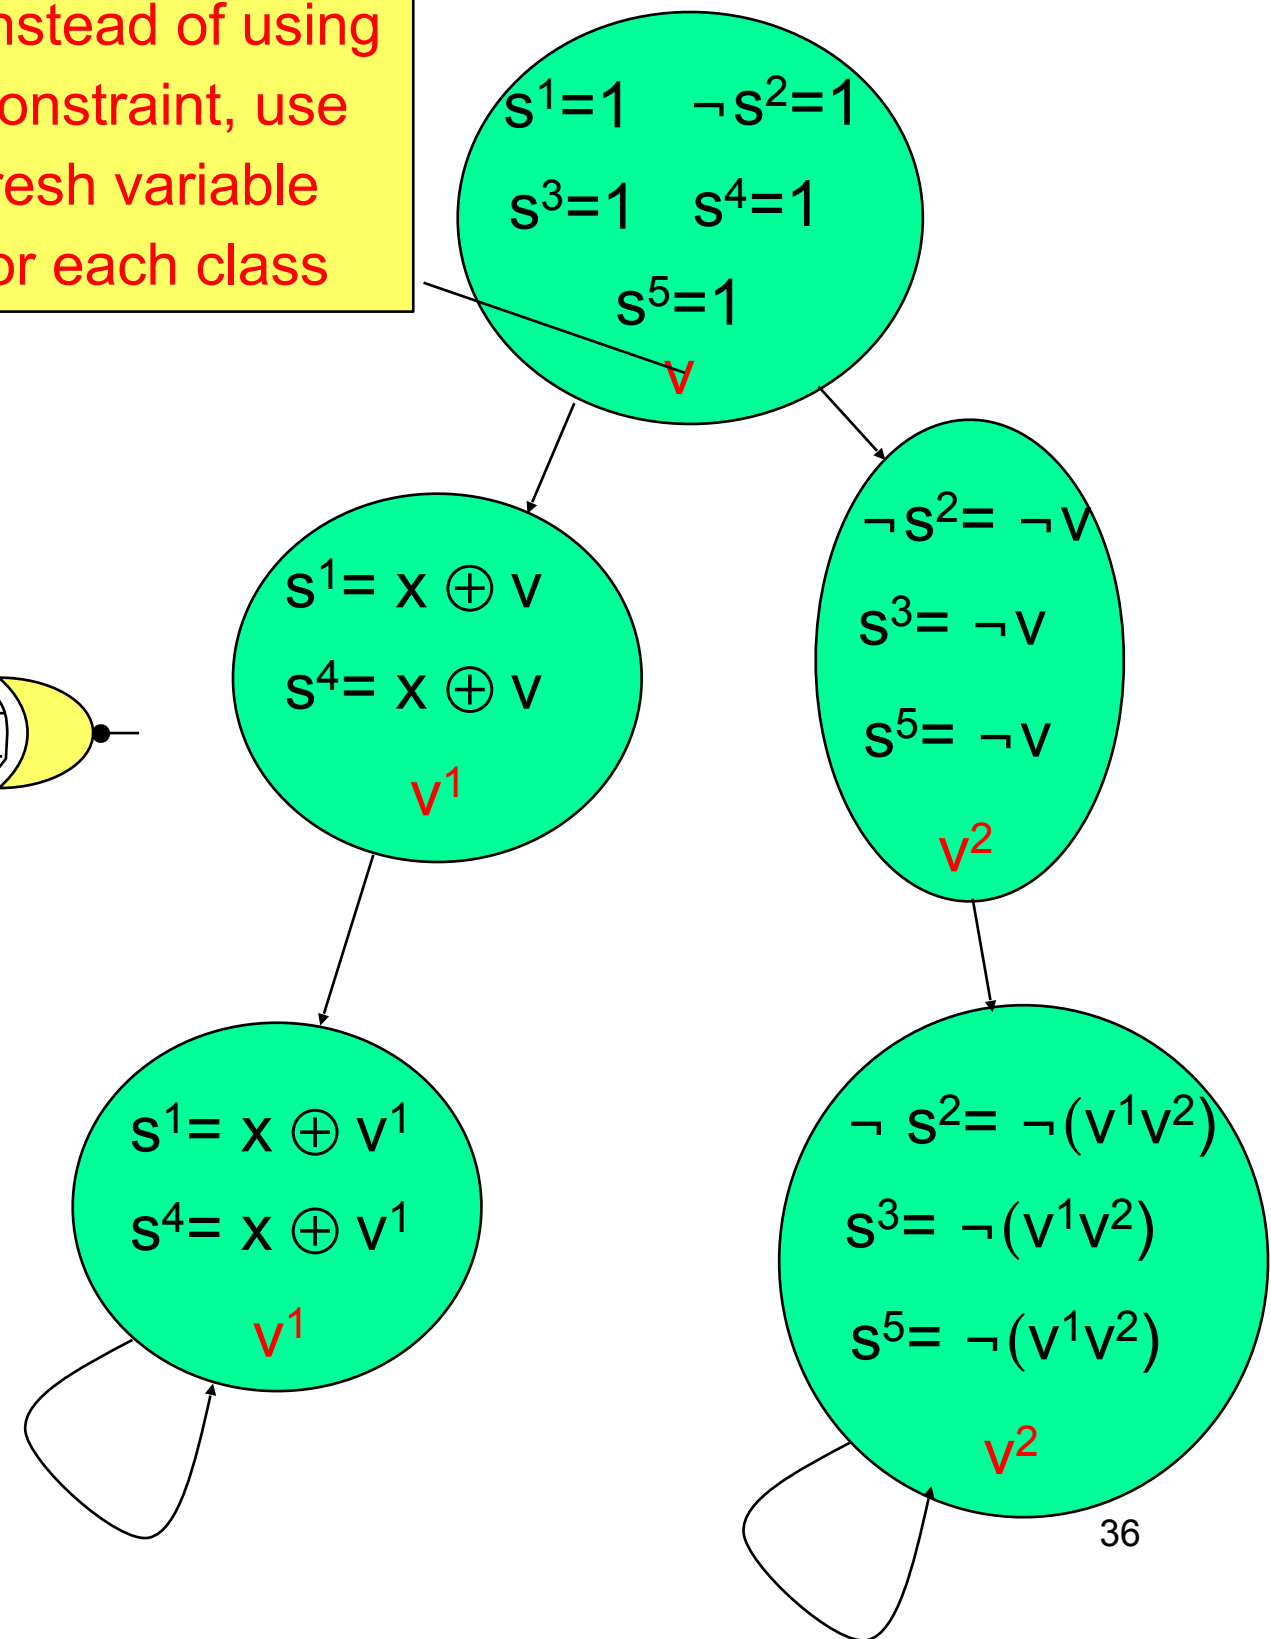 nstead of using
onstraint, use
resh variable
or each class
s¹=1 ¬s²=1
s³=1 s⁴=1
s⁵=1
v
s¹= x ⊕ v
s⁴= x ⊕ v
v¹
¬s²= ¬v
s³= ¬v
s⁵= ¬v
v²
s¹= x ⊕ v¹
s⁴= x ⊕ v¹
v¹
¬ s²= ¬(v¹v²)
s³= ¬(v¹v²)
s⁵= ¬(v¹v²)
v²
36